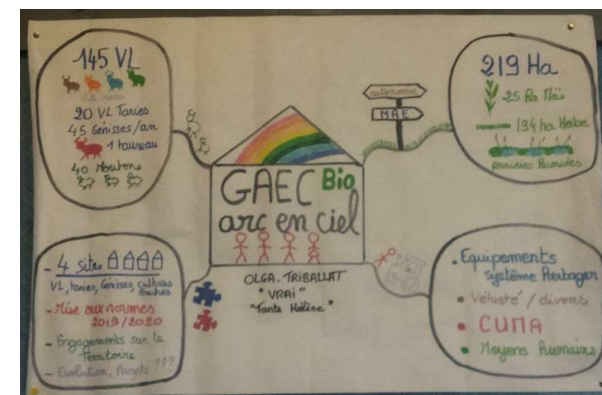 145 VL
20 VL Taries
45 Génisses/an
1 taureau
40 Moutons
MAE
219 Ha
25 Ha Maïs
194 ha Herbe
prairies humides
GAEC Bio
arc en ciel
OLGA. TRIBALLAT
"VRAI"
"Tante Hélène"
- 4 sites
VL, taries, Génisses, cultures
- Mise aux normes
2019/2020
- Engagements sur le
Territoire
- Evolution, Projets ???
. Equipements
système Herbager
Vétusté / divers
CUMA
Moyens humains